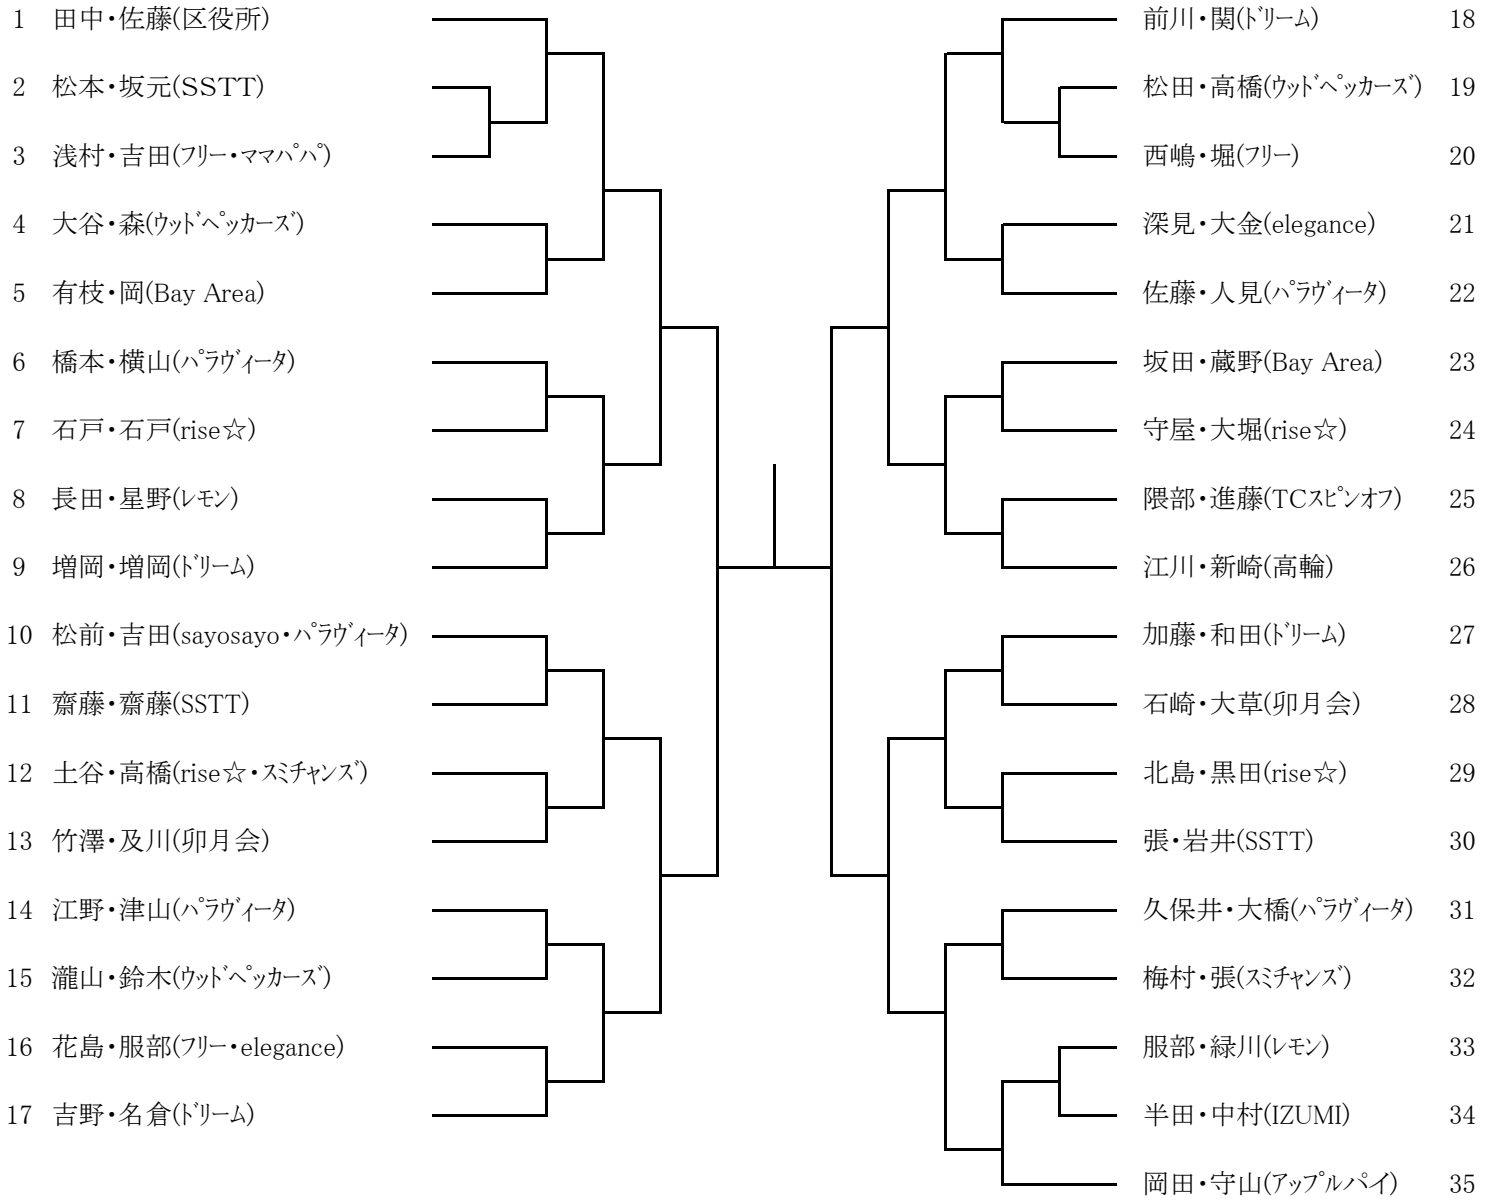 1 田中・佐藤(区役所)
2 松本・坂元(SSTT)
3 浅村・吉田(ﾌﾘｰ・ﾏﾏﾊﾟﾊﾟ)
4 大谷・森(ｳｯﾄﾞﾍﾟｯｶｰｽﾞ)
5 有枝・岡(Bay Area)
6 橋本・横山(ﾊﾟﾗｳﾞｨｰﾀ)
7 石戸・石戸(rise☆)
8 長田・星野(ﾚﾓﾝ)
9 増岡・増岡(ﾄﾞﾘｰﾑ)
10 松前・吉田(sayosayo・ﾊﾟﾗｳﾞｨｰﾀ)
11 齋藤・齋藤(SSTT)
12 土谷・高橋(rise☆・ｽﾐﾁｬﾝｽﾞ)
13 竹澤・及川(卯月会)
14 江野・津山(ﾊﾟﾗｳﾞｨｰﾀ)
15 瀧山・鈴木(ｳｯﾄﾞﾍﾟｯｶｰｽﾞ)
16 花島・服部(ﾌﾘｰ・elegance)
17 吉野・名倉(ﾄﾞﾘｰﾑ)
前川・関(ﾄﾞﾘｰﾑ) 18
松田・高橋(ｳｯﾄﾞﾍﾟｯｶｰｽﾞ) 19
西嶋・堀(ﾌﾘｰ) 20
深見・大金(elegance) 21
佐藤・人見(ﾊﾟﾗｳﾞｨｰﾀ) 22
坂田・蔵野(Bay Area) 23
守屋・大堀(rise☆) 24
隈部・進藤(TCｽﾋﾟﾝｵﾌ) 25
江川・新崎(高輪) 26
加藤・和田(ﾄﾞﾘｰﾑ) 27
石崎・大草(卯月会) 28
北島・黒田(rise☆) 29
張・岩井(SSTT) 30
久保井・大橋(ﾊﾟﾗｳﾞｨｰﾀ) 31
梅村・張(ｽﾐﾁｬﾝｽﾞ) 32
服部・緑川(ﾚﾓﾝ) 33
半田・中村(IZUMI) 34
岡田・守山(ｱｯﾌﾟﾙﾊﾟｲ) 35